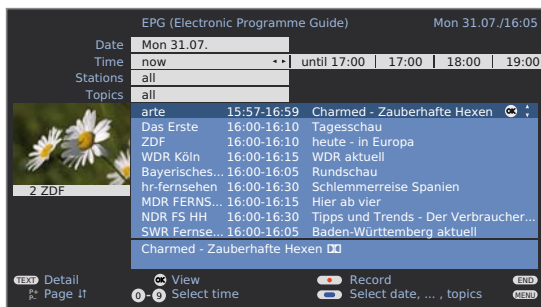 EPG (Electronic Programme Guide) Mon 31.07./16:05
Date Mon 31.07.
Time now until 17:00 17:00 18:00 19:00
Stations all
Topics all
arte 15:57-16:59 Charmed - Zauberhafte Hexen OK
Das Erste 16:00-16:10 Tagesschau
ZDF 16:00-16:10 heute - in Europa
WDR Köln 16:00-16:15 WDR aktuell
Bayerisches... 16:00-16:05 Rundschau
hr-fernsehen 16:00-16:30 Schlemmerreise Spanien
MDR FERNS... 16:00-16:15 Hier ab vier
NDR FS HH 16:00-16:30 Tipps und Trends - Der Verbraucher...
SWR Fernse... 16:00-16:05 Baden-Württemberg aktuell
2 ZDF
Charmed - Zauberhafte Hexen
TEXT Detail OK View Record END
P+ P- Page 0-9 Select time Select date, ... , topics MENU